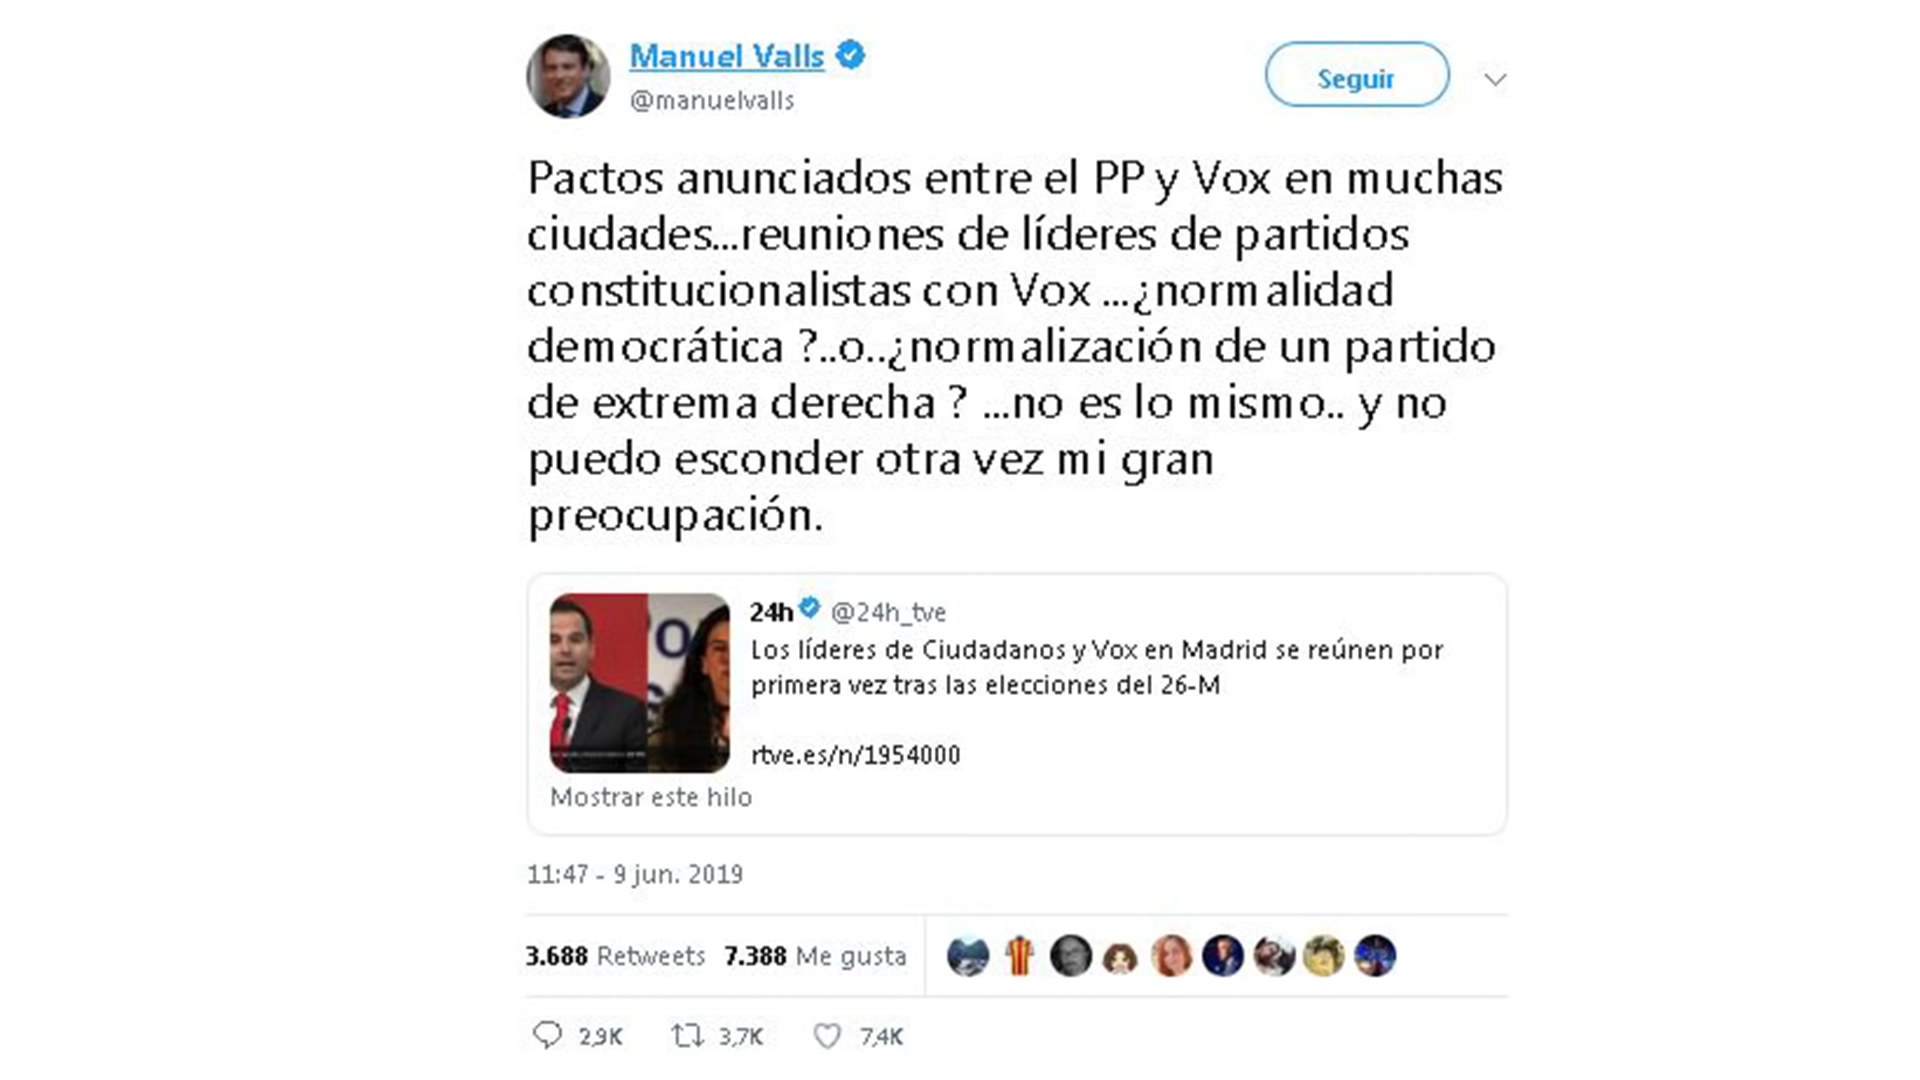 Manuel Valls
@manuelvalls
Seguir
Pactos anunciados entre el PP y Vox en muchas
ciudades...reuniones de líderes de partidos
constitucionalistas con Vox ...¿normalidad
democrática ?..o..¿normalización de un partido
de extrema derecha ? ...no es lo mismo.. y no
puedo esconder otra vez mi gran
preocupación.
24h @24h_tve
Los líderes de Ciudadanos y Vox en Madrid se reúnen por
primera vez tras las elecciones del 26-M
rtve.es/n/1954000
Mostrar este hilo
11:47 - 9 jun. 2019
3.688 Retweets 7.388 Me gusta
2,9K 3,7K 7,4K